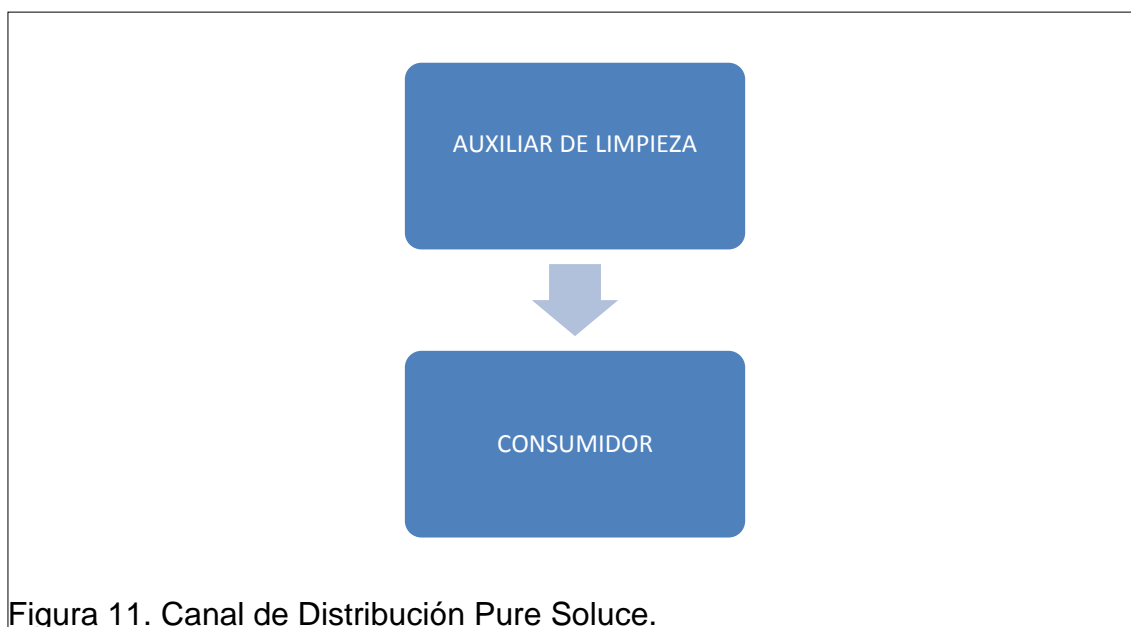 AUXILIAR DE LIMPIEZA
CONSUMIDOR
Figura 11. Canal de Distribución Pure Soluce.